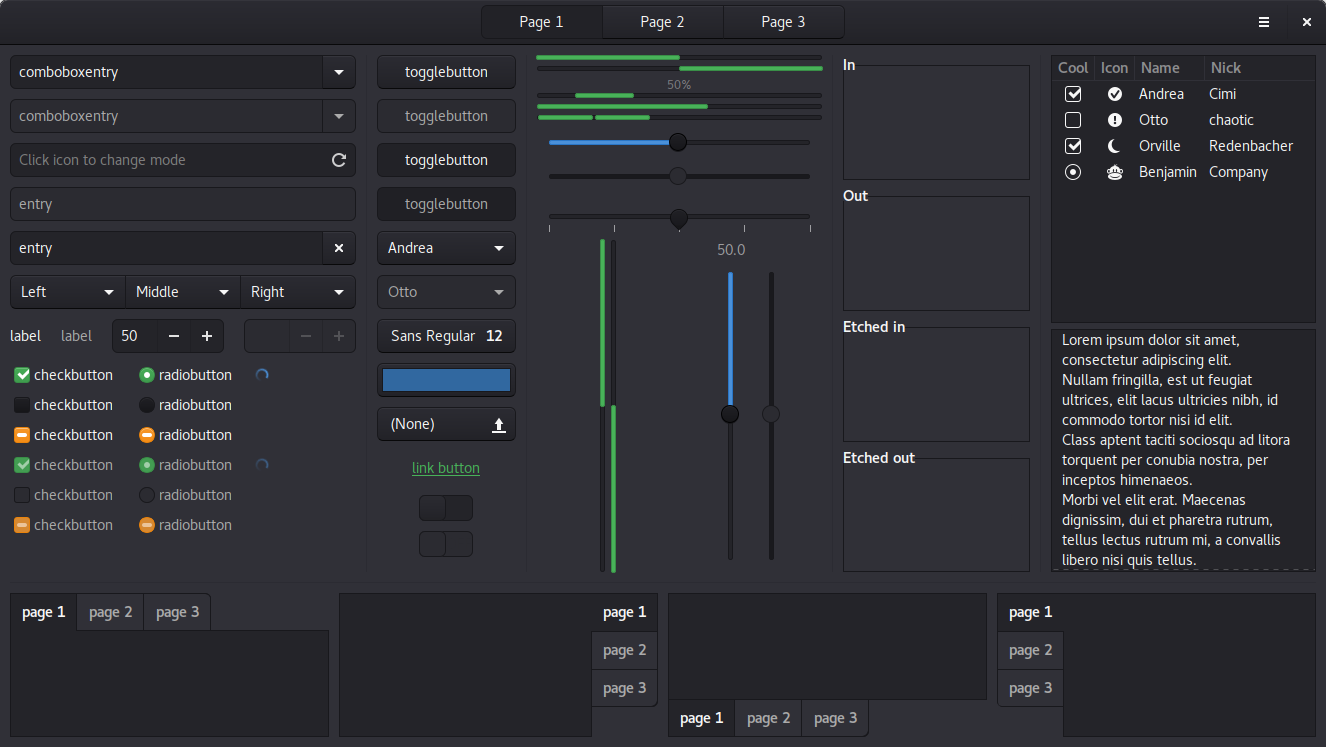 Page 1
Page 2
Page 3
comboboxentry
comboboxentry
Click icon to change mode
entry
entry
Left
Middle
Right
label
label
50
checkbutton
radiobutton
checkbutton
radiobutton
checkbutton
radiobutton
checkbutton
radiobutton
checkbutton
radiobutton
checkbutton
radiobutton
togglebutton
togglebutton
togglebutton
togglebutton
Andrea
Otto
Sans Regular 12
(None)
link button
50%
50.0
In
Out
Etched in
Etched out
Cool Icon Name Nick
Andrea Cimi
Otto chaotic
Orville Redenbacher
Benjamin Company
Lorem ipsum dolor sit amet,
consectetur adipiscing elit.
Nullam fringilla, est ut feugiat
ultrices, elit lacus ultricies nibh, id
commodo tortor nisi id elit.
Class aptent taciti sociosqu ad litora
torquent per conubia nostra, per
inceptos himenaeos.
Morbi vel elit erat. Maecenas
dignissim, dui et pharetra rutrum,
tellus lectus rutrum mi, a convallis
libero nisi quis tellus.
page 1
page 2
page 3
page 1
page 2
page 3
page 1
page 2
page 3
page 1
page 2
page 3